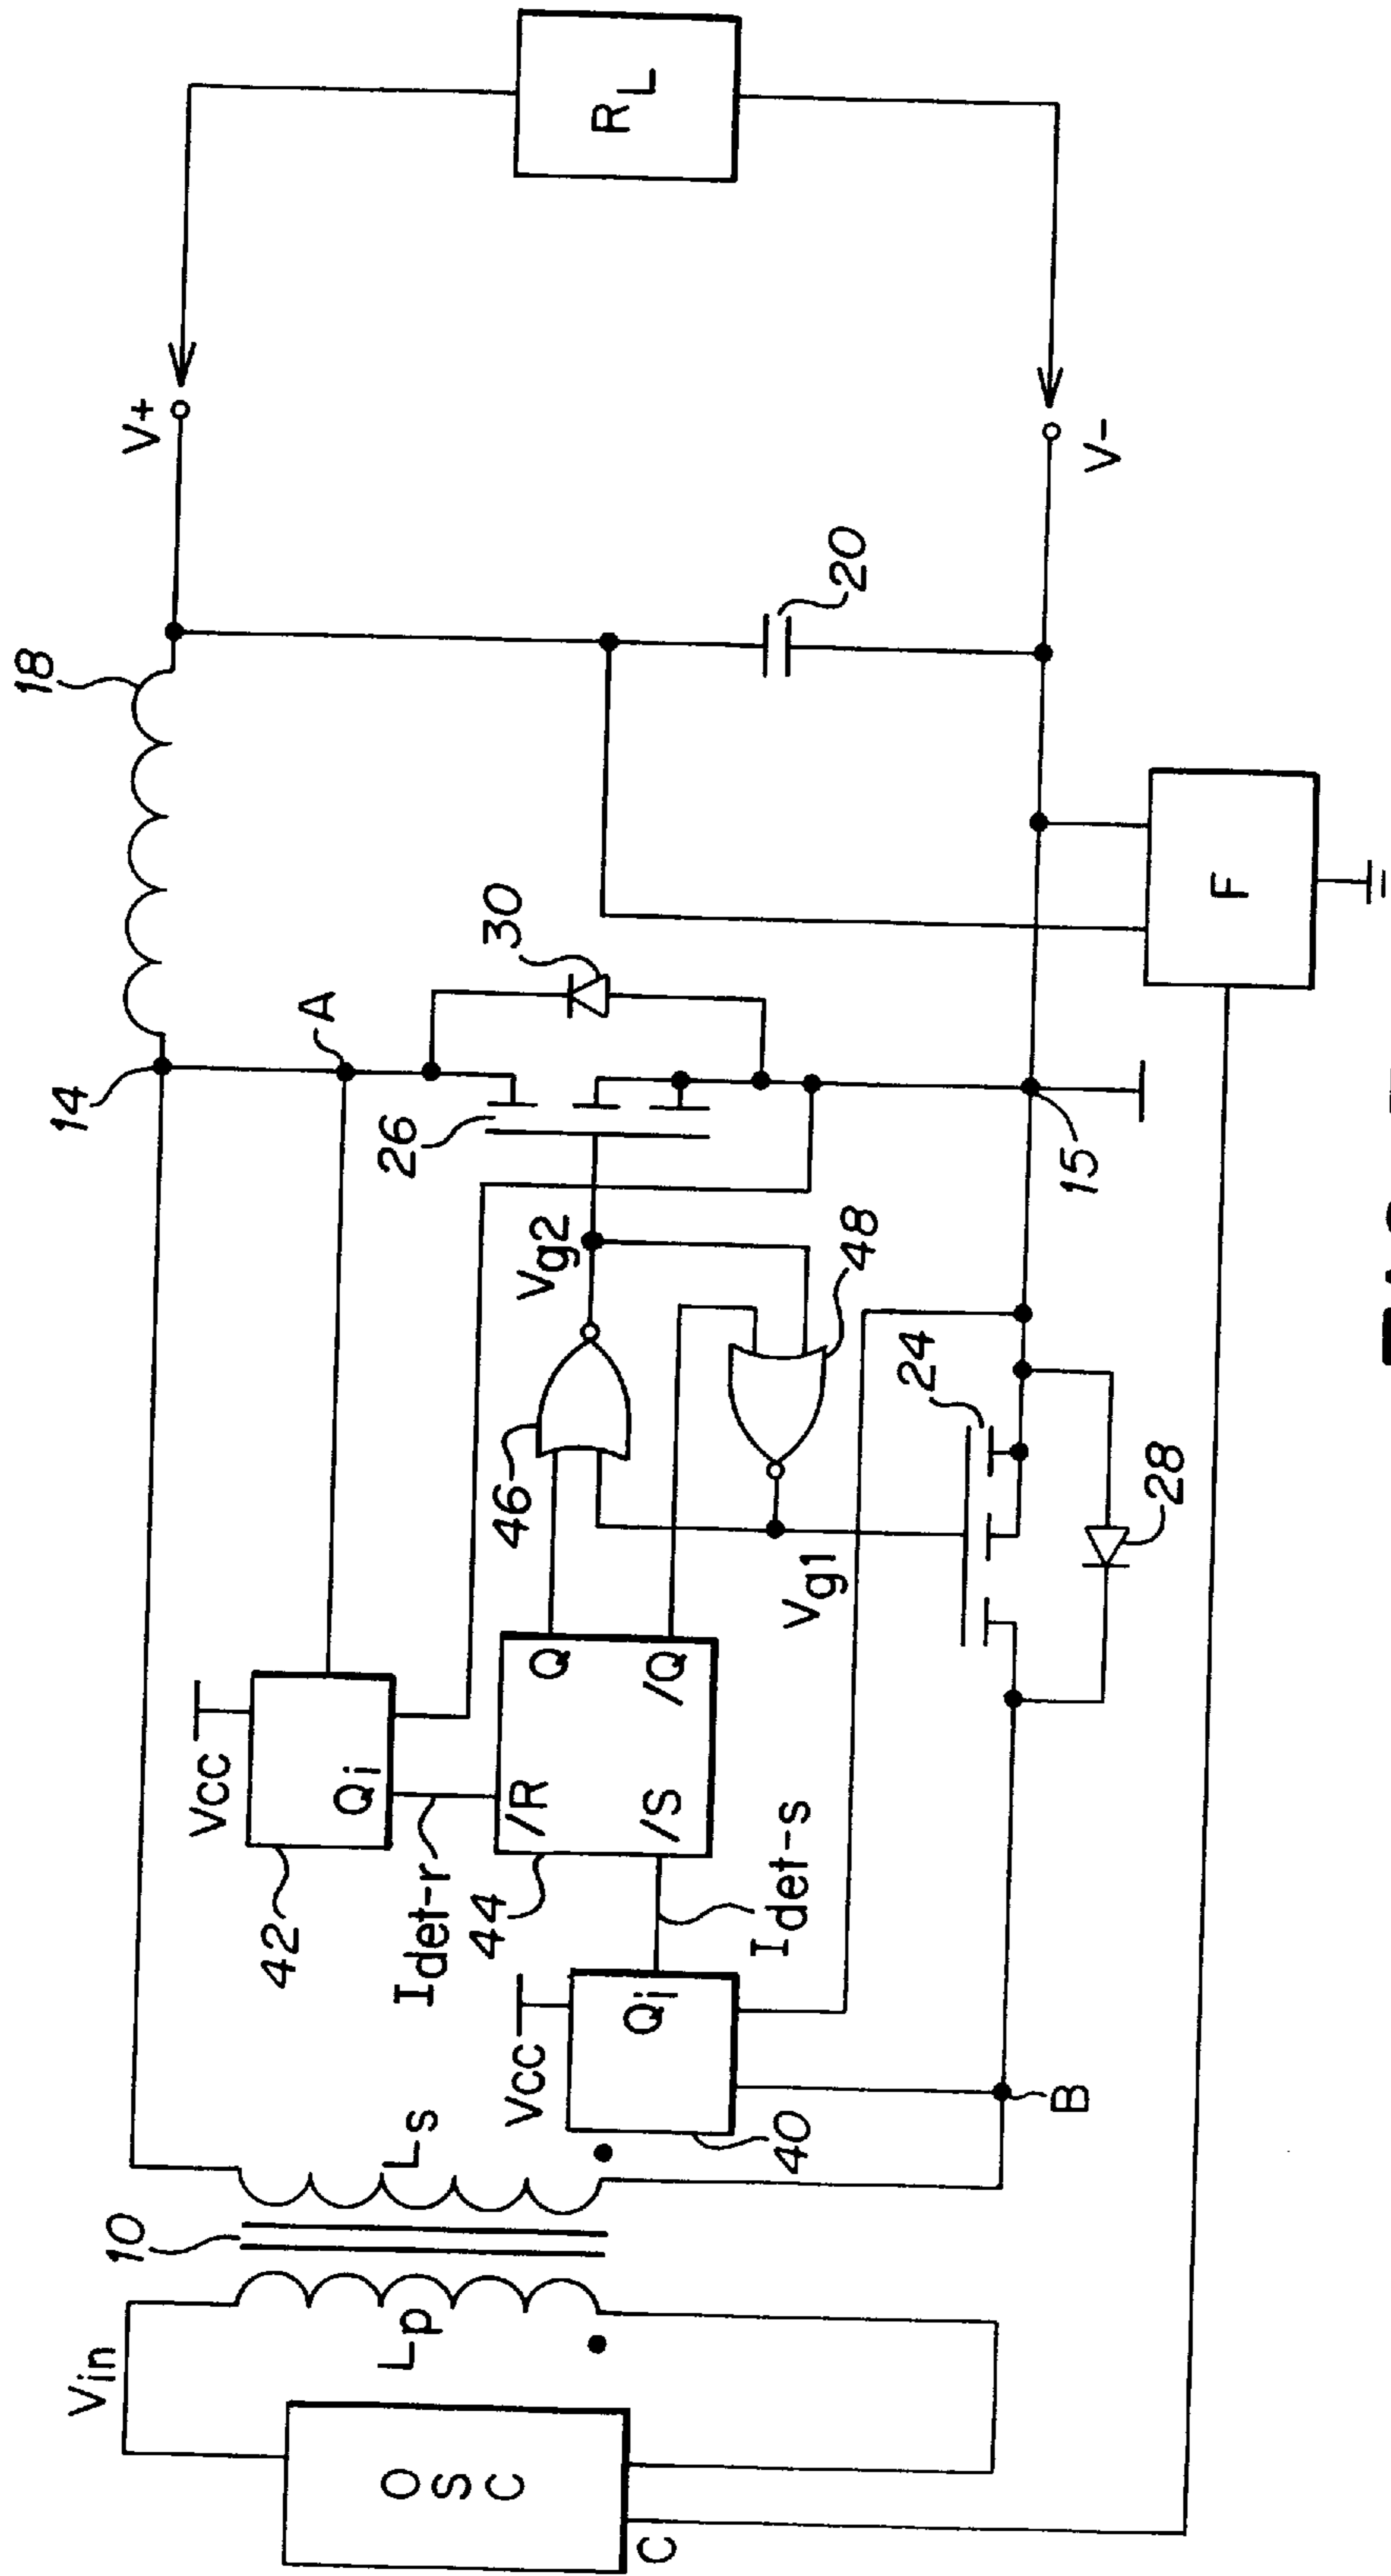 14
18
V+
A
30
RL
Vcc
42
Qi
26
Vg2
Idet-r
44
/R
Q
/S
/Q
46
48
20
Vin
10
Lp
Ls
Vcc
Qi
40
Idet-s
Vg1
24
15
V-
O
S
C
C
B
28
F